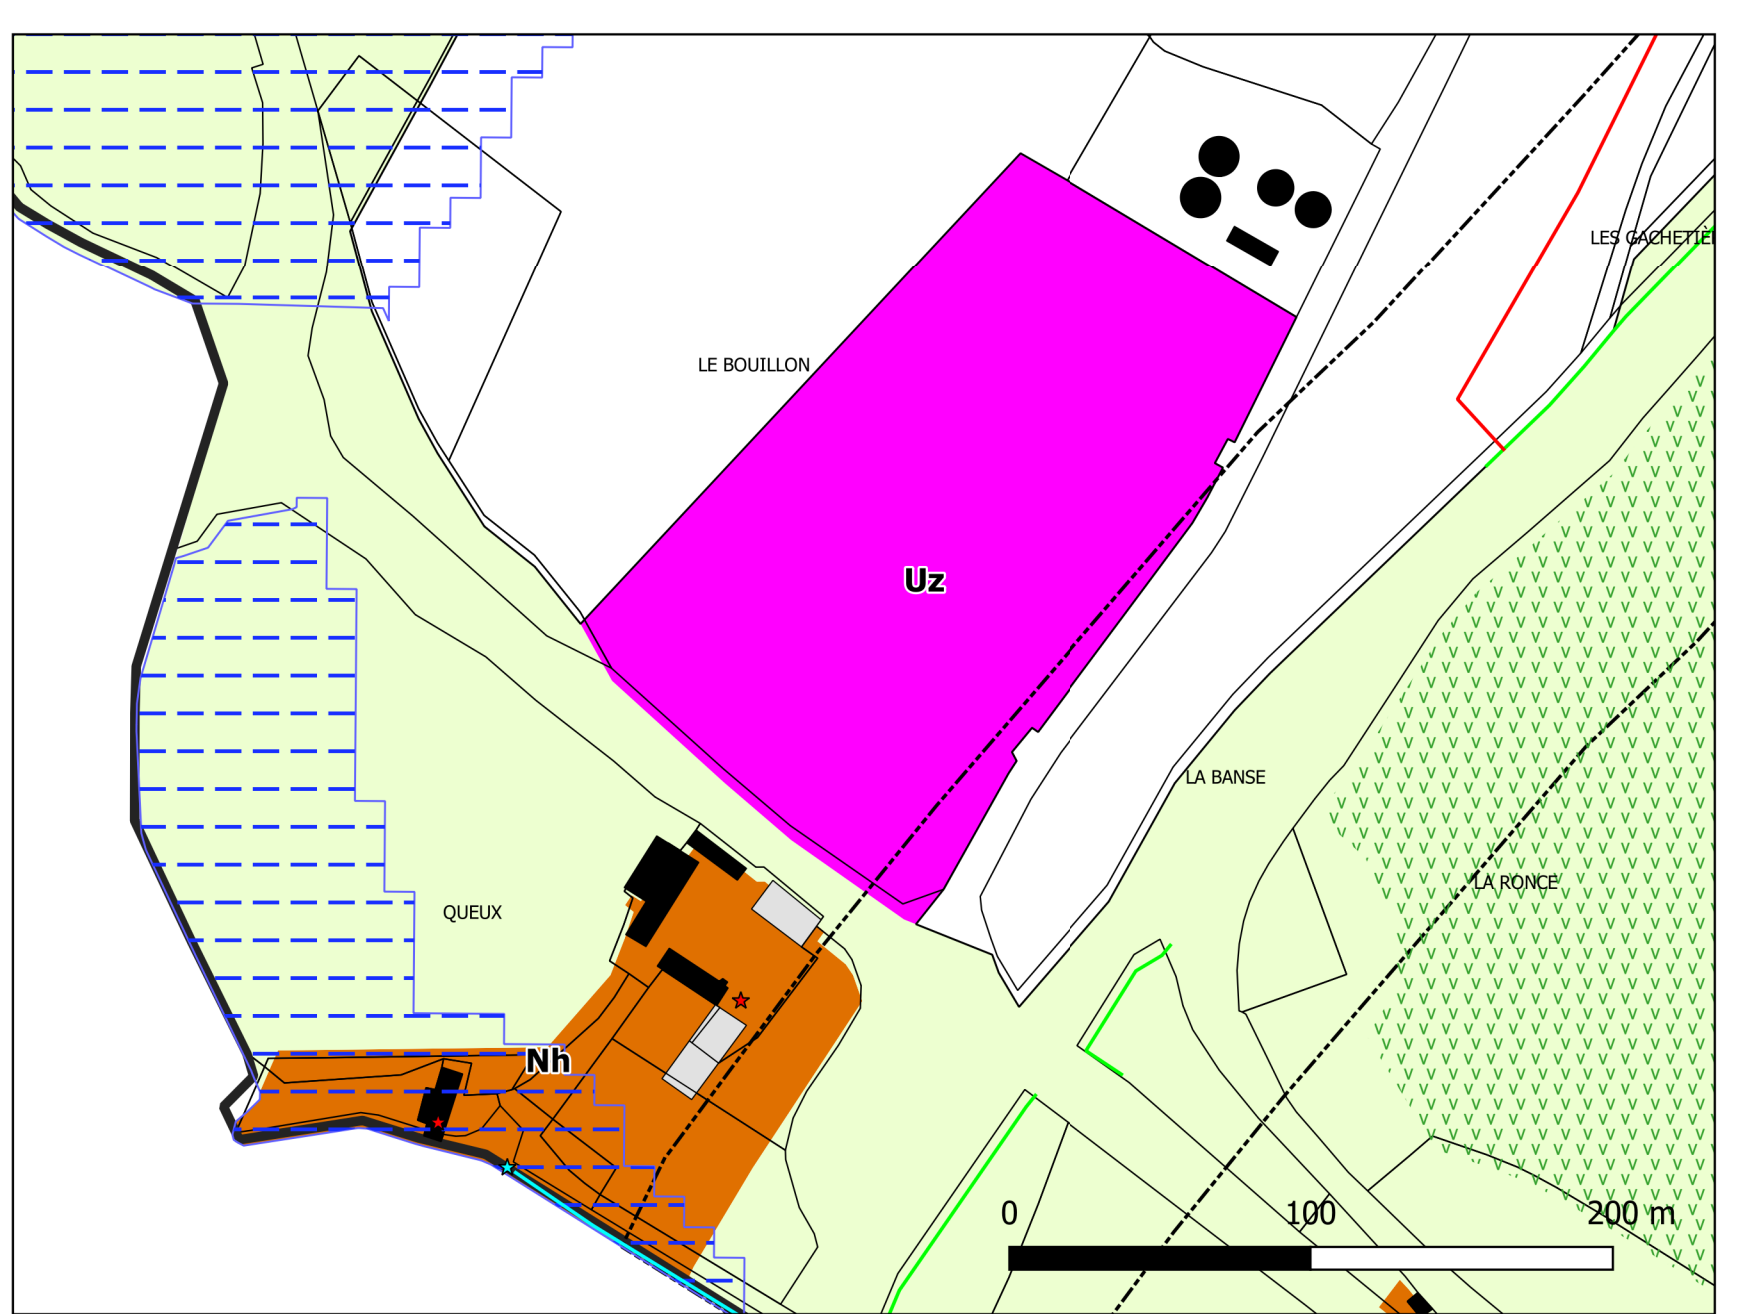 LES GACHETIÈ
LE BOUILLON
Uz
LA BANSE
LA RONCE
QUEUX
Nh
0 100 200 m